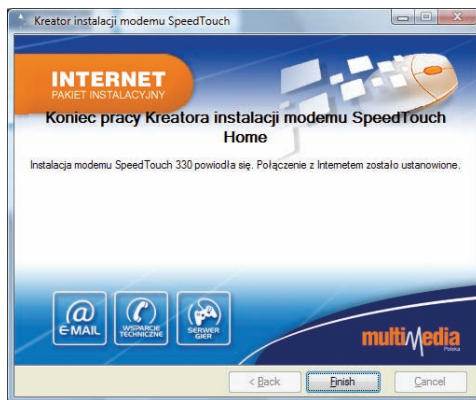 Kreator instalacji modemu SpeedTouch
INTERNET
PAKIET INSTALACYJNY
Koniec pracy Kreatora instalacji modemu SpeedTouch
Home
Instalacja modemu SpeedTouch 330 powiodła się. Połączenie z Internetem zostało ustanowione.
@
E-MAIL
WSPARCIE
TECHNICZNE
SERWER
GIER
multimedia
Polska
< Back
Finish
Cancel